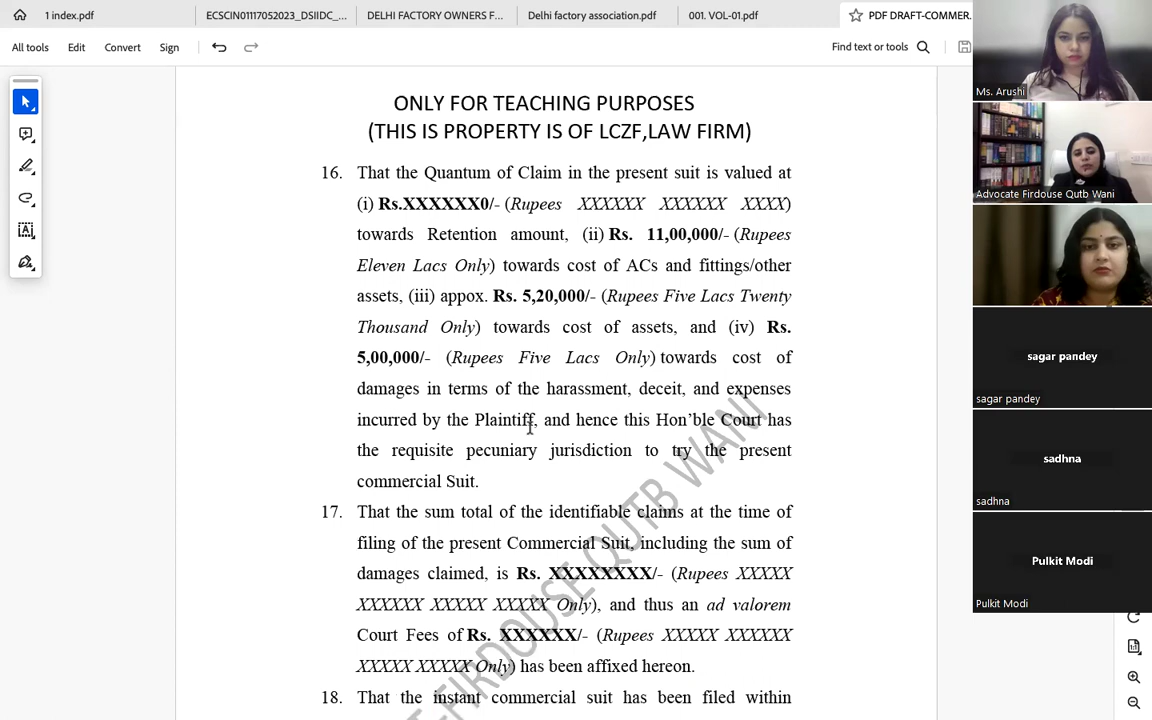 1 index.pdf
ECSCIN01117052023_DSIIDC_...
DELHI FACTORY OWNERS F...
Delhi factory association.pdf
001. VOL-01.pdf
PDF DRAFT-COMMER.
All tools
Edit
Convert
Sign
Find text or tools
ONLY FOR TEACHING PURPOSES
(THIS IS PROPERTY IS OF LCZF,LAW FIRM)
16. That the Quantum of Claim in the present suit is valued at
(i) Rs.XXXXXX0/- (Rupees XXXXXX XXXXXX XXXX)
towards Retention amount, (ii) Rs. 11,00,000/- (Rupees
Eleven Lacs Only) towards cost of ACs and fittings/other
assets, (iii) appox. Rs. 5,20,000/- (Rupees Five Lacs Twenty
Thousand Only) towards cost of assets, and (iv) Rs.
5,00,000/- (Rupees Five Lacs Only) towards cost of
damages in terms of the harassment, deceit, and expenses
incurred by the Plaintiff, and hence this Hon’ble Court has
the requisite pecuniary jurisdiction to try the present
commercial Suit.
17. That the sum total of the identifiable claims at the time of
filing of the present Commercial Suit, including the sum of
damages claimed, is Rs. XXXXXXXX/- (Rupees XXXXX
XXXXXX XXXXX XXXXX Only), and thus an ad valorem
Court Fees of Rs. XXXXXX/- (Rupees XXXXX XXXXXX
XXXXX XXXXX Only) has been affixed hereon.
18. That the instant commercial suit has been filed within
FIRDOUSE QUTB WANI
Ms. Arushi
Advocate Firdouse Qutb Wani
sagar pandey
sagar pandey
sadhna
sadhna
Pulkit Modi
Pulkit Modi